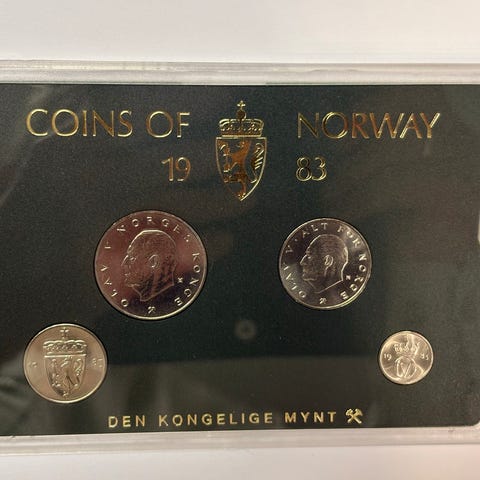 COINS OF NORWAY
19 83
OLAV V · NORGES KONGE
OLAV V · ALT FOR NORGE
DEN KONGELIGE MYNT